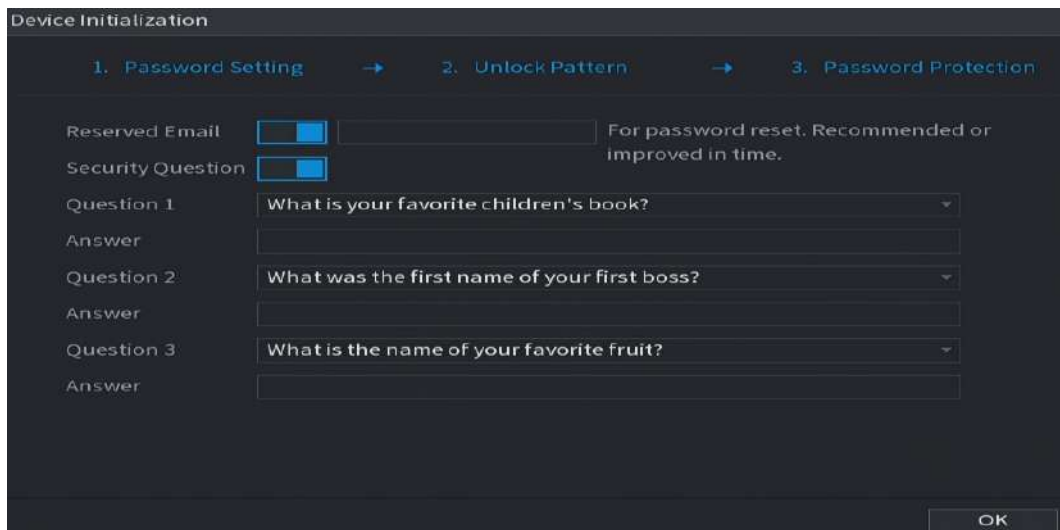 Device Initialization
1. Password Setting → 2. Unlock Pattern → 3. Password Protection
Reserved Email For password reset. Recommended or
improved in time.
Security Question
Question 1 What is your favorite children's book?
Answer
Question 2 What was the first name of your first boss?
Answer
Question 3 What is the name of your favorite fruit?
Answer
OK